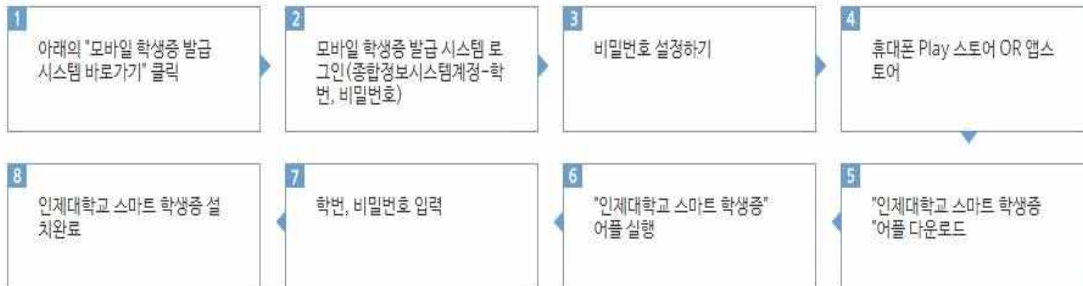 1
아래의 "모바일 학생증 발급
시스템 바로가기" 클릭
2
모바일 학생증 발급 시스템 로
그인(종합정보시스템계정-학
번, 비밀번호)
3
비밀번호 설정하기
4
휴대폰 Play 스토어 OR 앱스
토어
5
"인제대학교 스마트 학생증
"어플 다운로드
6
"인제대학교 스마트 학생증"
어플 실행
7
학번, 비밀번호 입력
8
인제대학교 스마트 학생증 설
치완료